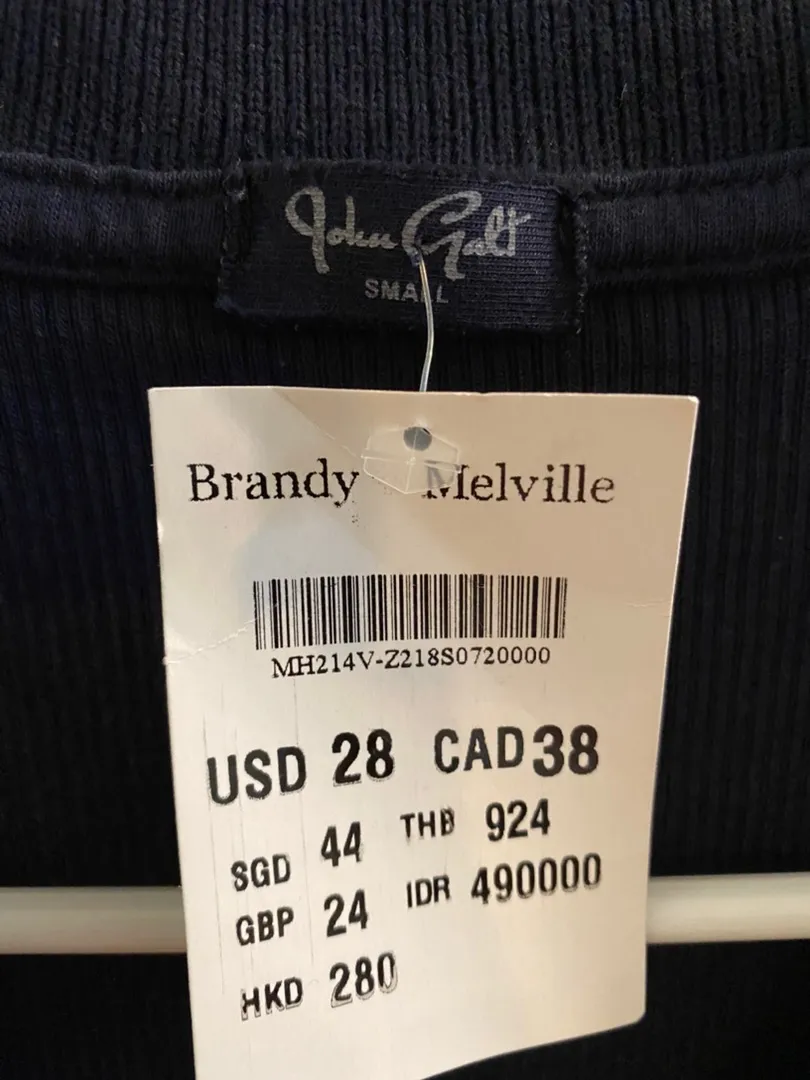 John Galt
SMALL
Brandy Melville
MH214V-Z218S0720000
USD 28 CAD 38
SGD 44 THB 924
GBP 24 IDR 490000
HKD 280